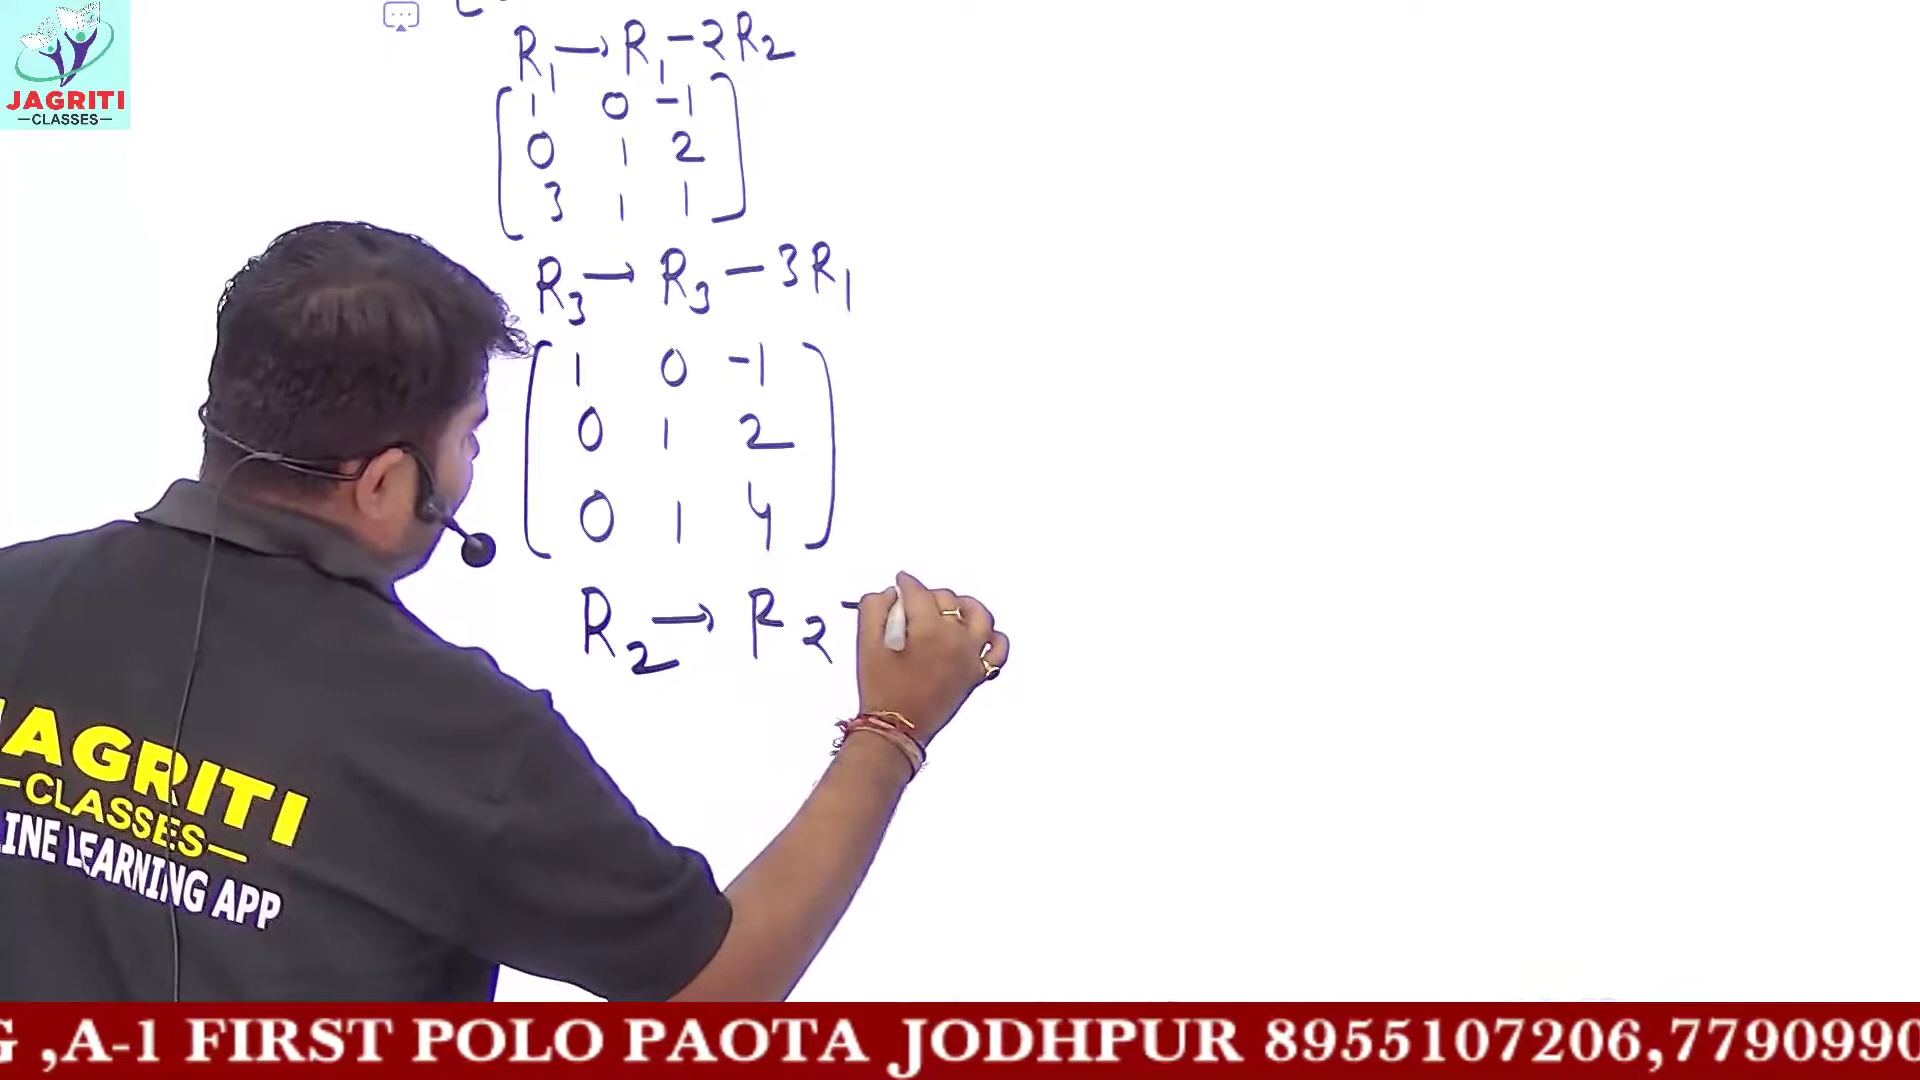 JAGRITI
—CLASSES—
R₁ → R₁ - 2R₂
1 0 -1
0 1 2
3 1 1
R₃ → R₃ - 3R₁
1 0 -1
0 1 2
0 1 4
R₂ → R₂ -
JAGRITI
—CLASSES—
LEARNING APP
,A-1 FIRST POLO PAOTA JODHPUR 8955107206,7790990